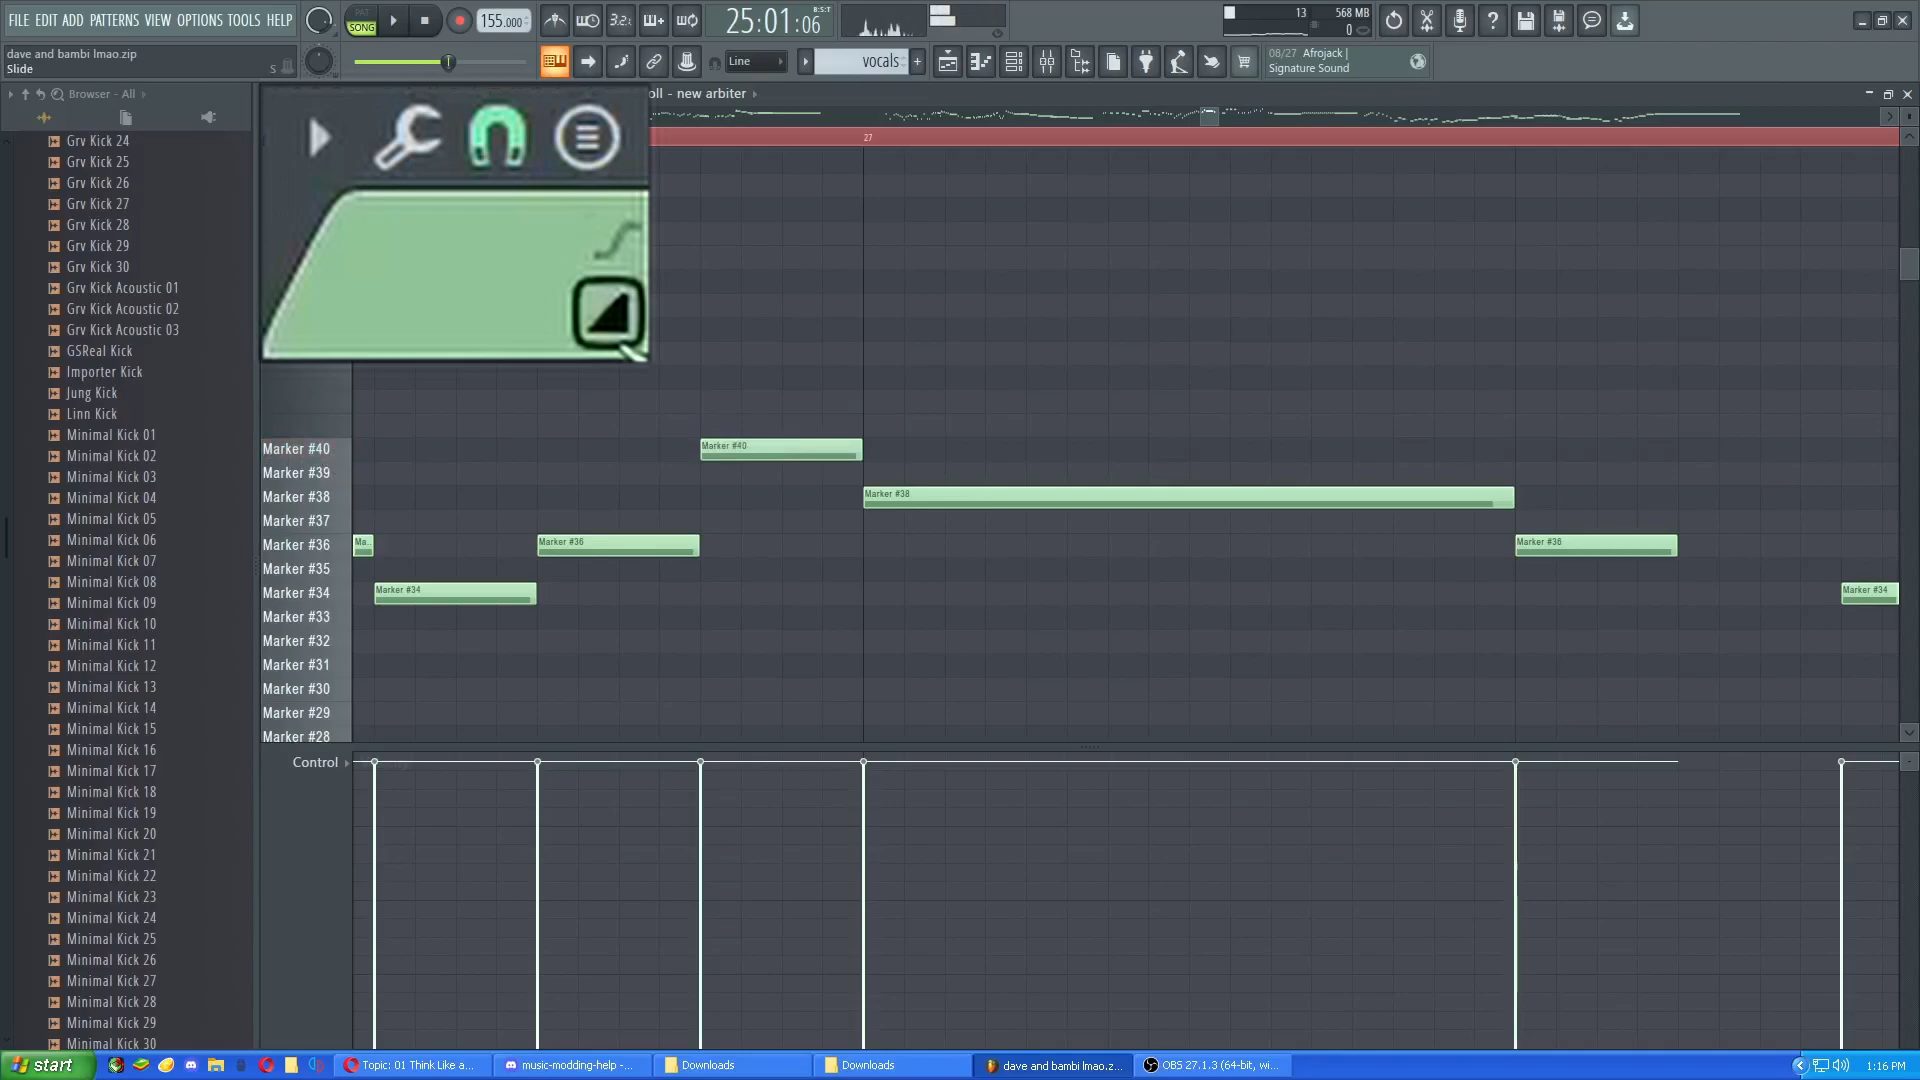 FILE EDIT ADD PATTERNS VIEW OPTIONS TOOLS HELP
PAT
SONG
155.000
3.2.
25:01:06
B:S:T
13
568 MB
0
dave and bambi lmao.zip
Slide
S
Line
vocals
08/27 Afrojack |
Signature Sound
Browser - All
oll - new arbiter
27
Grv Kick 24
Grv Kick 25
Grv Kick 26
Grv Kick 27
Grv Kick 28
Grv Kick 29
Grv Kick 30
Grv Kick Acoustic 01
Grv Kick Acoustic 02
Grv Kick Acoustic 03
GSReal Kick
Importer Kick
Jung Kick
Linn Kick
Minimal Kick 01
Minimal Kick 02
Minimal Kick 03
Minimal Kick 04
Minimal Kick 05
Minimal Kick 06
Minimal Kick 07
Minimal Kick 08
Minimal Kick 09
Minimal Kick 10
Minimal Kick 11
Minimal Kick 12
Minimal Kick 13
Minimal Kick 14
Minimal Kick 15
Minimal Kick 16
Minimal Kick 17
Minimal Kick 18
Minimal Kick 19
Minimal Kick 20
Minimal Kick 21
Minimal Kick 22
Minimal Kick 23
Minimal Kick 24
Minimal Kick 25
Minimal Kick 26
Minimal Kick 27
Minimal Kick 28
Minimal Kick 29
Minimal Kick 30
Marker #40
Marker #39
Marker #38
Marker #37
Marker #36
Marker #35
Marker #34
Marker #33
Marker #32
Marker #31
Marker #30
Marker #29
Marker #28
Marker #40
Marker #38
Ma..
Marker #36
Marker #36
Marker #34
Marker #34
Control
start
Topic: 01 Think Like a...
music-modding-help -...
Downloads
Downloads
dave and bambi lmao.z...
OBS 27.1.3 (64-bit, wi...
1:16 PM